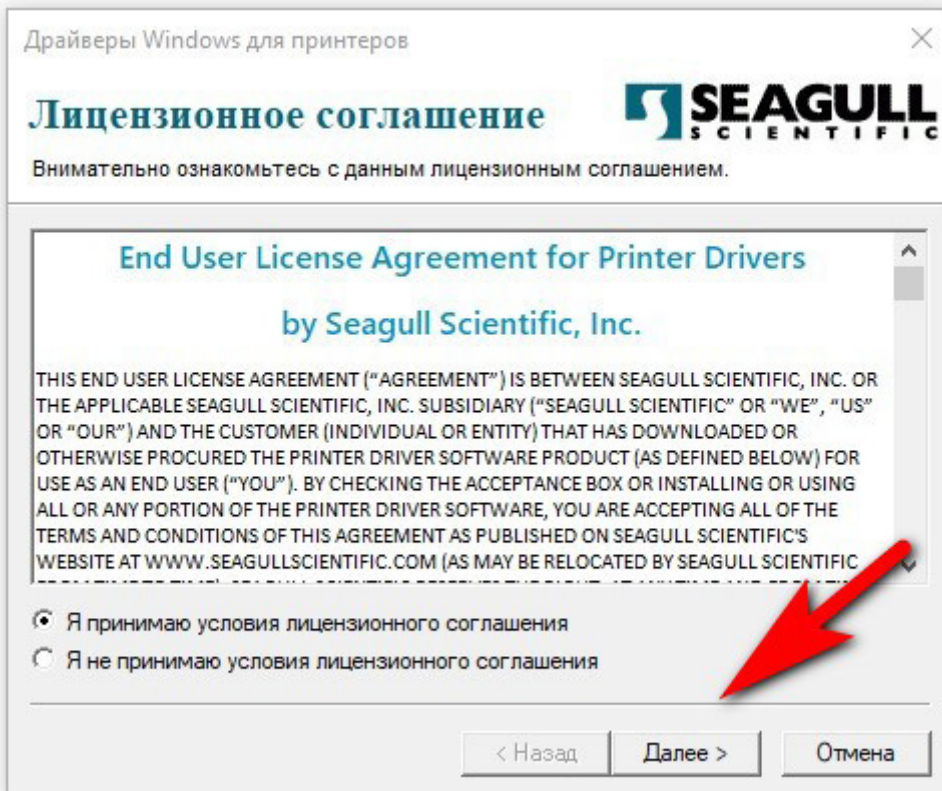 Драйверы Windows для принтеров
Лицензионное соглашение
SEAGULL
SCIENTIFIC
Внимательно ознакомьтесь с данным лицензионным соглашением.
End User License Agreement for Printer Drivers
by Seagull Scientific, Inc.
THIS END USER LICENSE AGREEMENT (“AGREEMENT”) IS BETWEEN SEAGULL SCIENTIFIC, INC. OR
THE APPLICABLE SEAGULL SCIENTIFIC, INC. SUBSIDIARY (“SEAGULL SCIENTIFIC” OR “WE”, “US”
OR “OUR”) AND THE CUSTOMER (INDIVIDUAL OR ENTITY) THAT HAS DOWNLOADED OR
OTHERWISE PROCURED THE PRINTER DRIVER SOFTWARE PRODUCT (AS DEFINED BELOW) FOR
USE AS AN END USER (“YOU”). BY CHECKING THE ACCEPTANCE BOX OR INSTALLING OR USING
ALL OR ANY PORTION OF THE PRINTER DRIVER SOFTWARE, YOU ARE ACCEPTING ALL OF THE
TERMS AND CONDITIONS OF THIS AGREEMENT AS PUBLISHED ON SEAGULL SCIENTIFIC'S
WEBSITE AT WWW.SEAGULLSCIENTIFIC.COM (AS MAY BE RELOCATED BY SEAGULL SCIENTIFIC
Я принимаю условия лицензионного соглашения
Я не принимаю условия лицензионного соглашения
< Назад
Далее >
Отмена